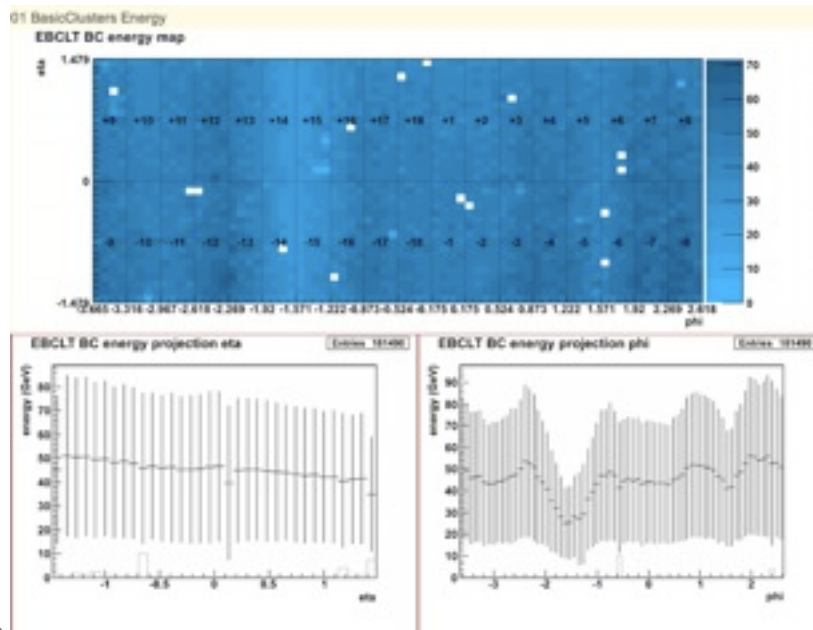 01 BasicClusters Energy
EBCLT BC energy map
eta
1.479
0
-1.479
+9 +10 +11 +12 +13 +14 +15 +16 +17 +18 +1 +2 +3 +4 +5 +6 +7 +8
-9 -10 -11 -12 -13 -14 -15 -16 -17 -18 -1 -2 -3 -4 -5 -6 -7 -8
-3.316 -2.967 -2.618 -2.269 -1.92 -1.571 -1.222 -0.873 -0.524 -0.175 0.175 0.524 0.873 1.222 1.571 1.92 2.269 2.618
phi
70
60
50
40
30
20
10
0
EBCLT BC energy projection eta
Entries 181490
energy (GeV)
80
70
60
50
40
30
20
10
0
-1 -0.5 0 0.5 1
eta
EBCLT BC energy projection phi
Entries 181490
energy (GeV)
90
80
70
60
50
40
30
20
10
0
-3 -2 -1 0 1 2
phi